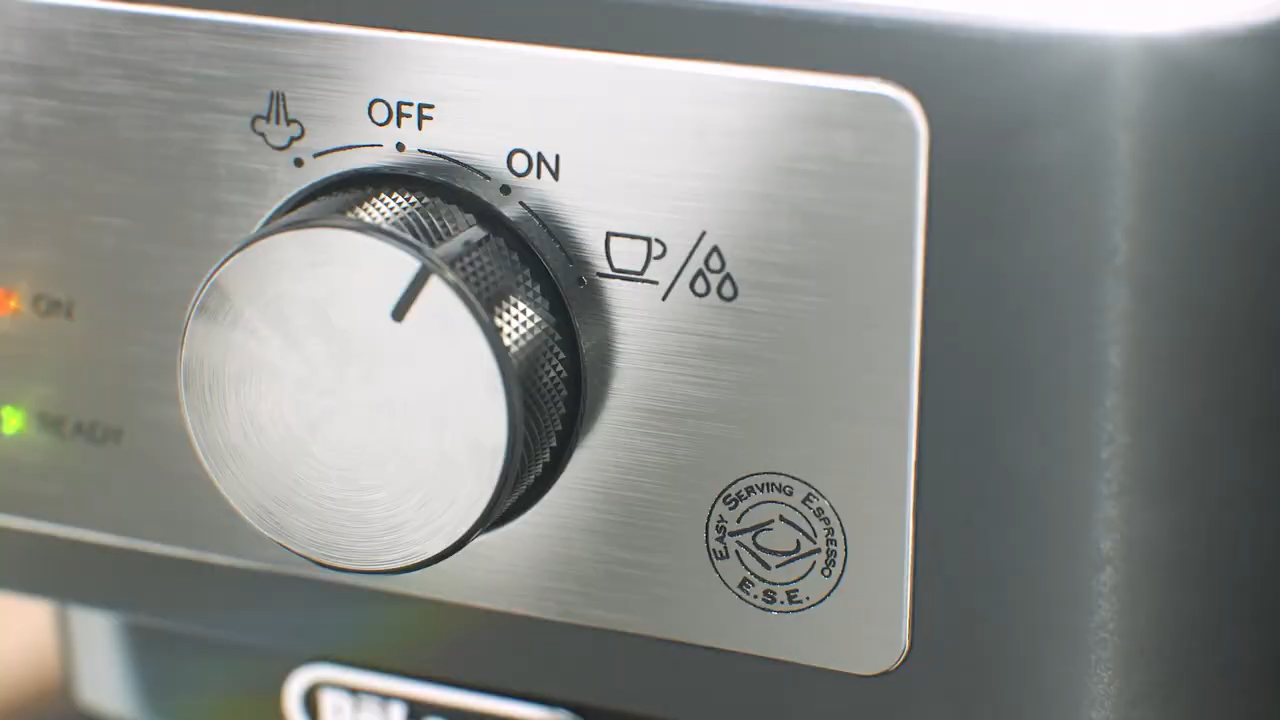 OFF
ON
ON
READY
EASY SERVING ESPRESSO
E.S.E.